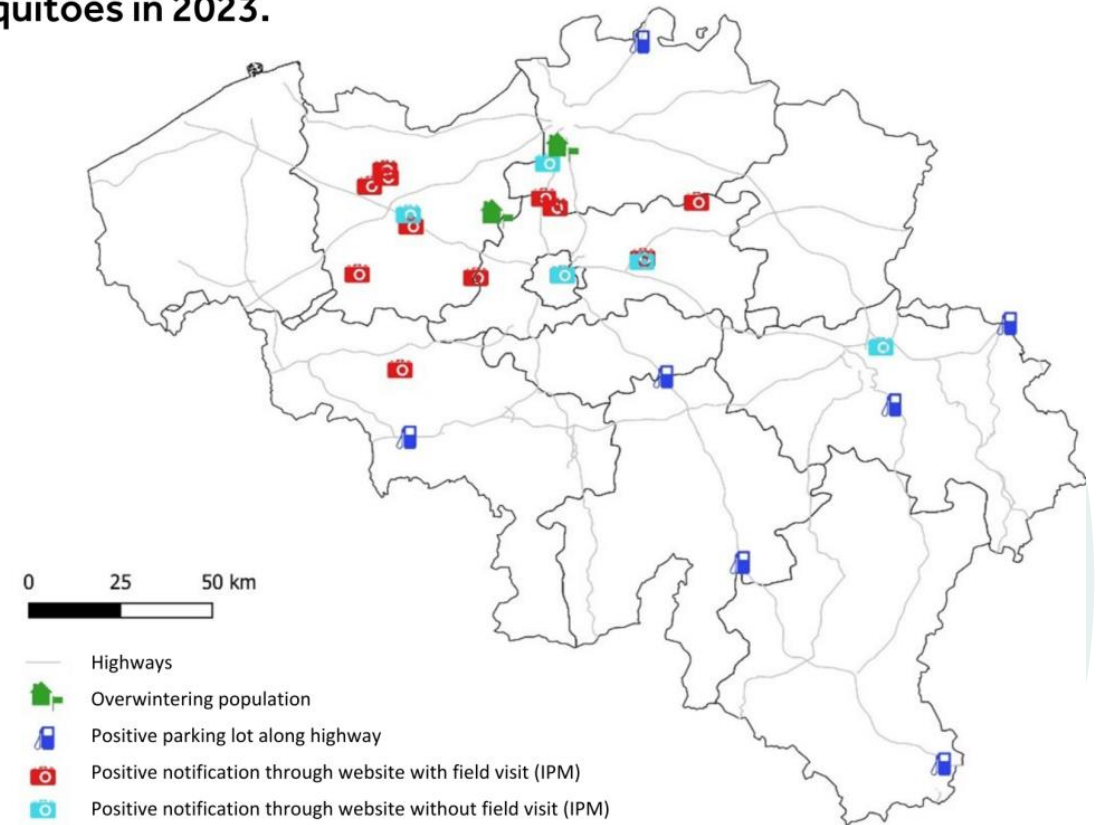 quitoes in 2023.
0 25 50 km
Highways
Overwintering population
Positive parking lot along highway
Positive notification through website with field visit (IPM)
Positive notification through website without field visit (IPM)